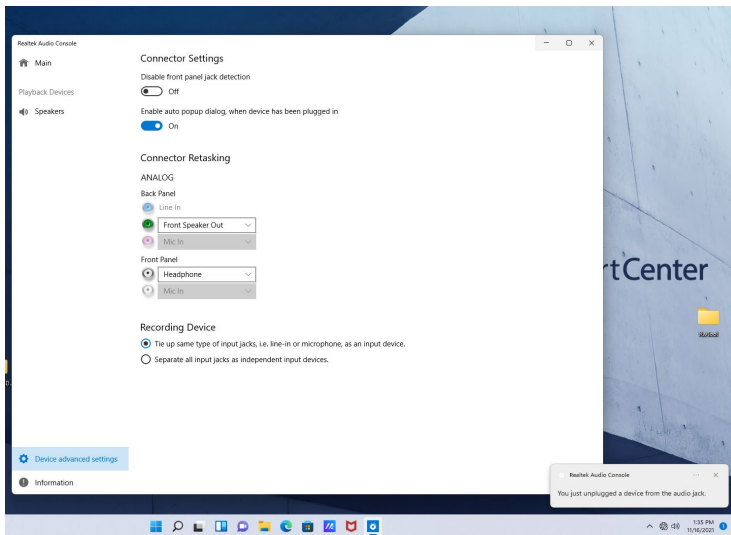 Realtek Audio Console
Main
Playback Devices
Speakers
Device advanced settings
Information
Connector Settings
Disable front panel jack detection
Off
Enable auto popup dialog, when device has been plugged in
On
Connector Retasking
ANALOG
Back Panel
Line In
Front Speaker Out
Mic In
Front Panel
Headphone
Mic In
Recording Device
Tie up same type of input jacks, i.e. line-in or microphone, as an input device.
Separate all input jacks as independent input devices.
rtCenter
Realtek Audio Console
You just unplugged a device from the audio jack.
1:35 PM
11/16/2021
1